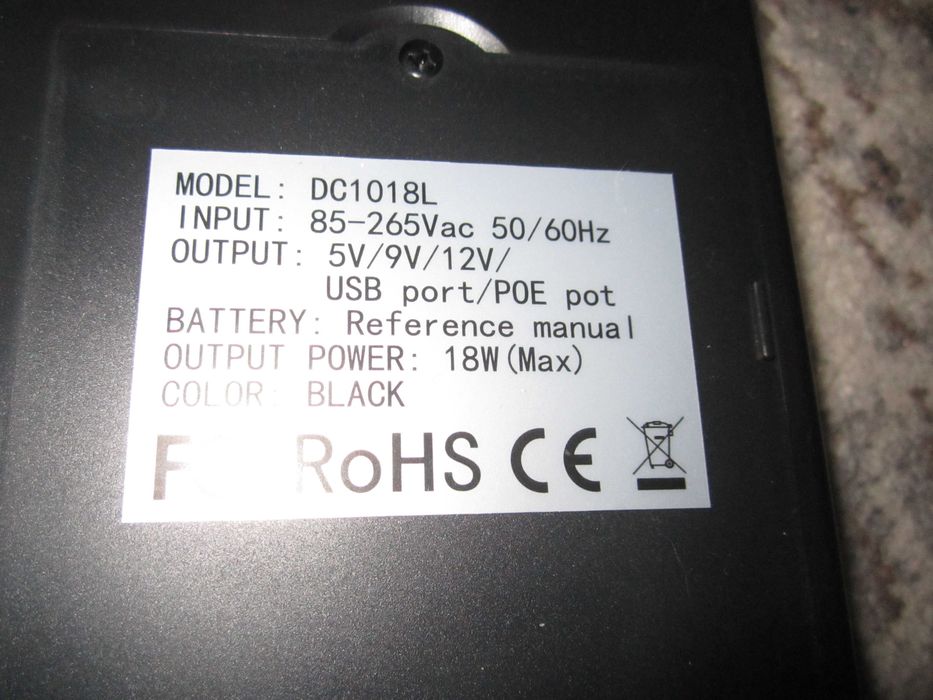 MODEL: DC1018L
INPUT: 85-265Vac 50/60Hz
OUTPUT: 5V/9V/12V/
USB port/POE pot
BATTERY: Reference manual
OUTPUT POWER: 18W(Max)
COLOR: BLACK
RoHS CE